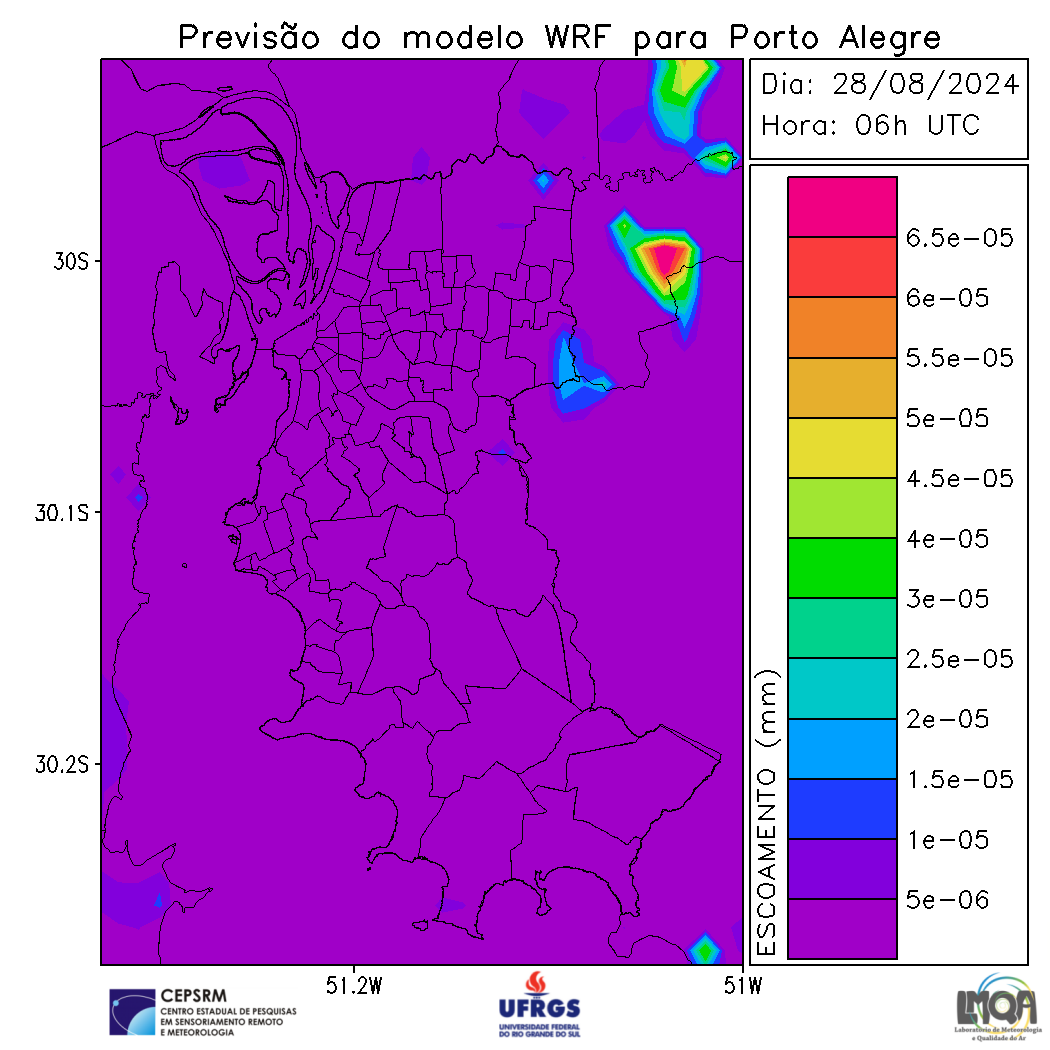 Previsão do modelo WRF para Porto Alegre
Dia: 28/08/2024
Hora: 06h UTC
30S
30.1S
30.2S
51.2W
51W
ESCOAMENTO (mm)
6.5e-05
6e-05
5.5e-05
5e-05
4.5e-05
4e-05
3e-05
2.5e-05
2e-05
1.5e-05
1e-05
5e-06
CEPSRM
CENTRO ESTADUAL DE PESQUISAS
EM SENSORIAMENTO REMOTO
E METEOROLOGIA
UFRGS
UNIVERSIDADE FEDERAL
DO RIO GRANDE DO SUL
LMQA
Laboratório de Meteorologia
e Qualidade do Ar